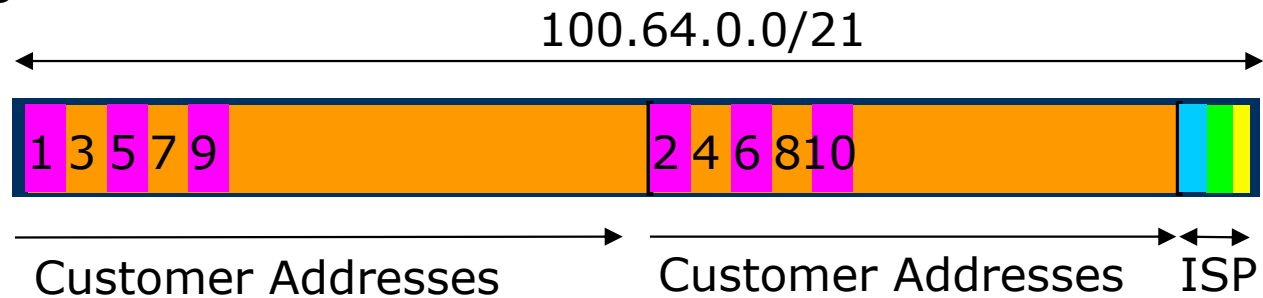 100.64.0.0/21
1 3 5 7 9 2 4 6 8 10
Customer Addresses Customer Addresses ISP